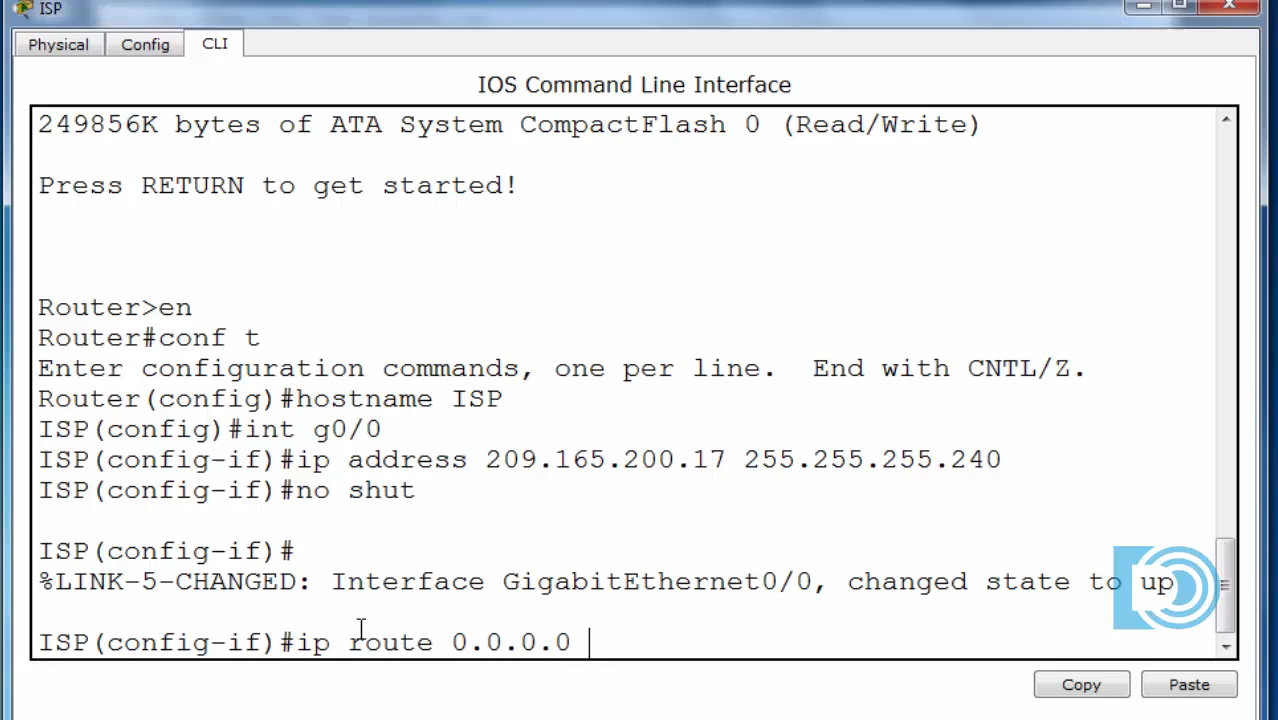 ISP
Physical Config CLI
IOS Command Line Interface
249856K bytes of ATA System CompactFlash 0 (Read/Write)
Press RETURN to get started!
Router>en
Router#conf t
Enter configuration commands, one per line.  End with CNTL/Z.
Router(config)#hostname ISP
ISP(config)#int g0/0
ISP(config-if)#ip address 209.165.200.17 255.255.255.240
ISP(config-if)#no shut
ISP(config-if)#
%LINK-5-CHANGED: Interface GigabitEthernet0/0, changed state to up
ISP(config-if)#ip route 0.0.0.0
Copy Paste